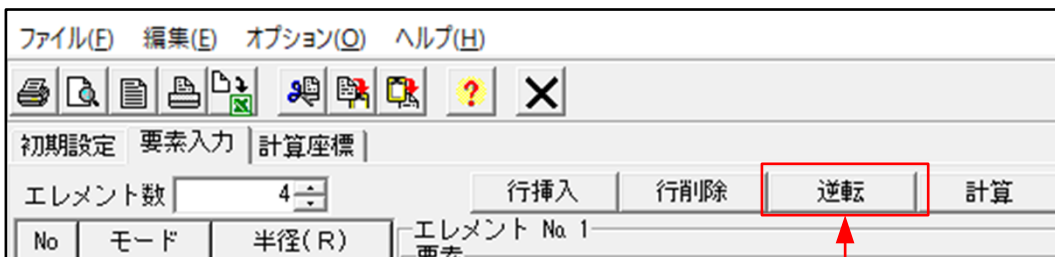 ファイル(F) 編集(E) オプション(O) ヘルプ(H)
初期設定 要素入力 計算座標
エレメント数 4 行挿入 行削除 逆転 計算
No モード 半径(R) エレメント No. 1
要素